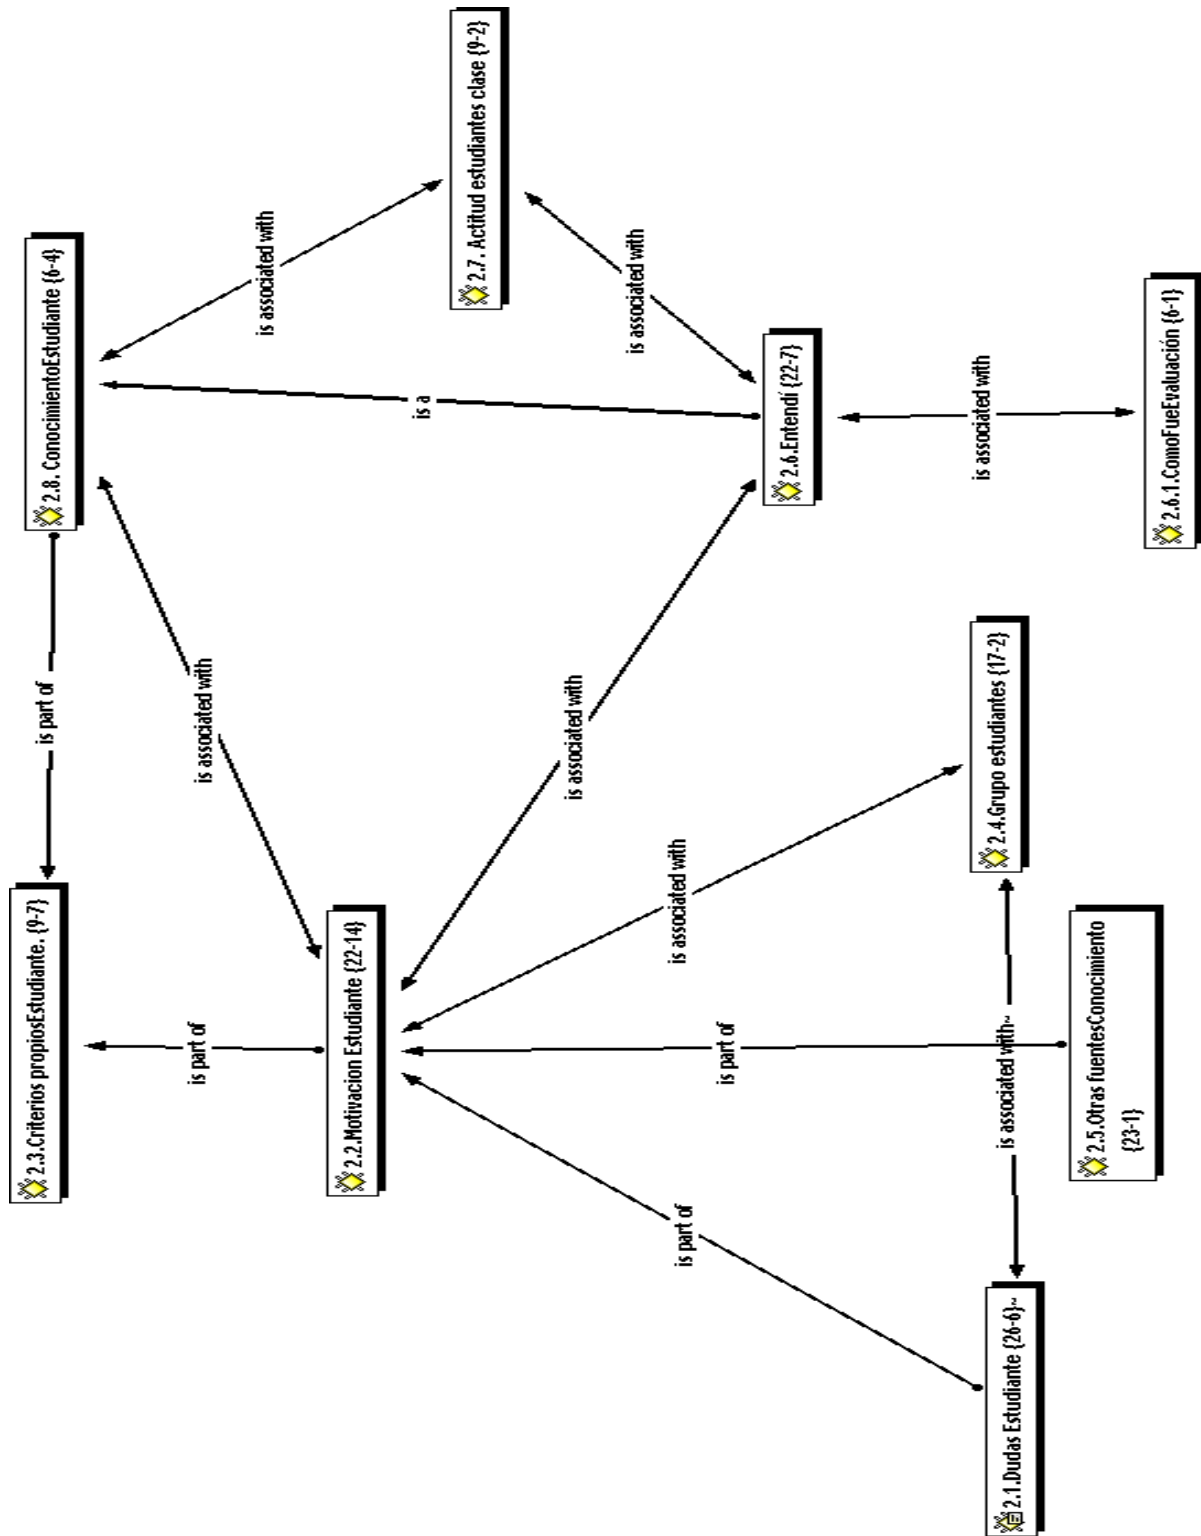 2.3.Criterios propiosEstudiante. {9-7}
is part of
2.8. ConocimientoEstudiante {6-4}
is part of
is associated with
is associated with
2.2.Motivacion Estudiante {22-14}
is a
2.7. Actitud estudiantes clase {9-2}
is associated with
is associated with
is part of
is associated with
is part of
2.6.Entendí {22-7}
2.1.Dudas Estudiante {26-6}~
is associated with~
2.4.Grupo estudiantes {17-2}
is associated with
2.5.Otras fuentesConocimiento
{23-1}
2.6.1.ComoFueEvaluación {6-1}